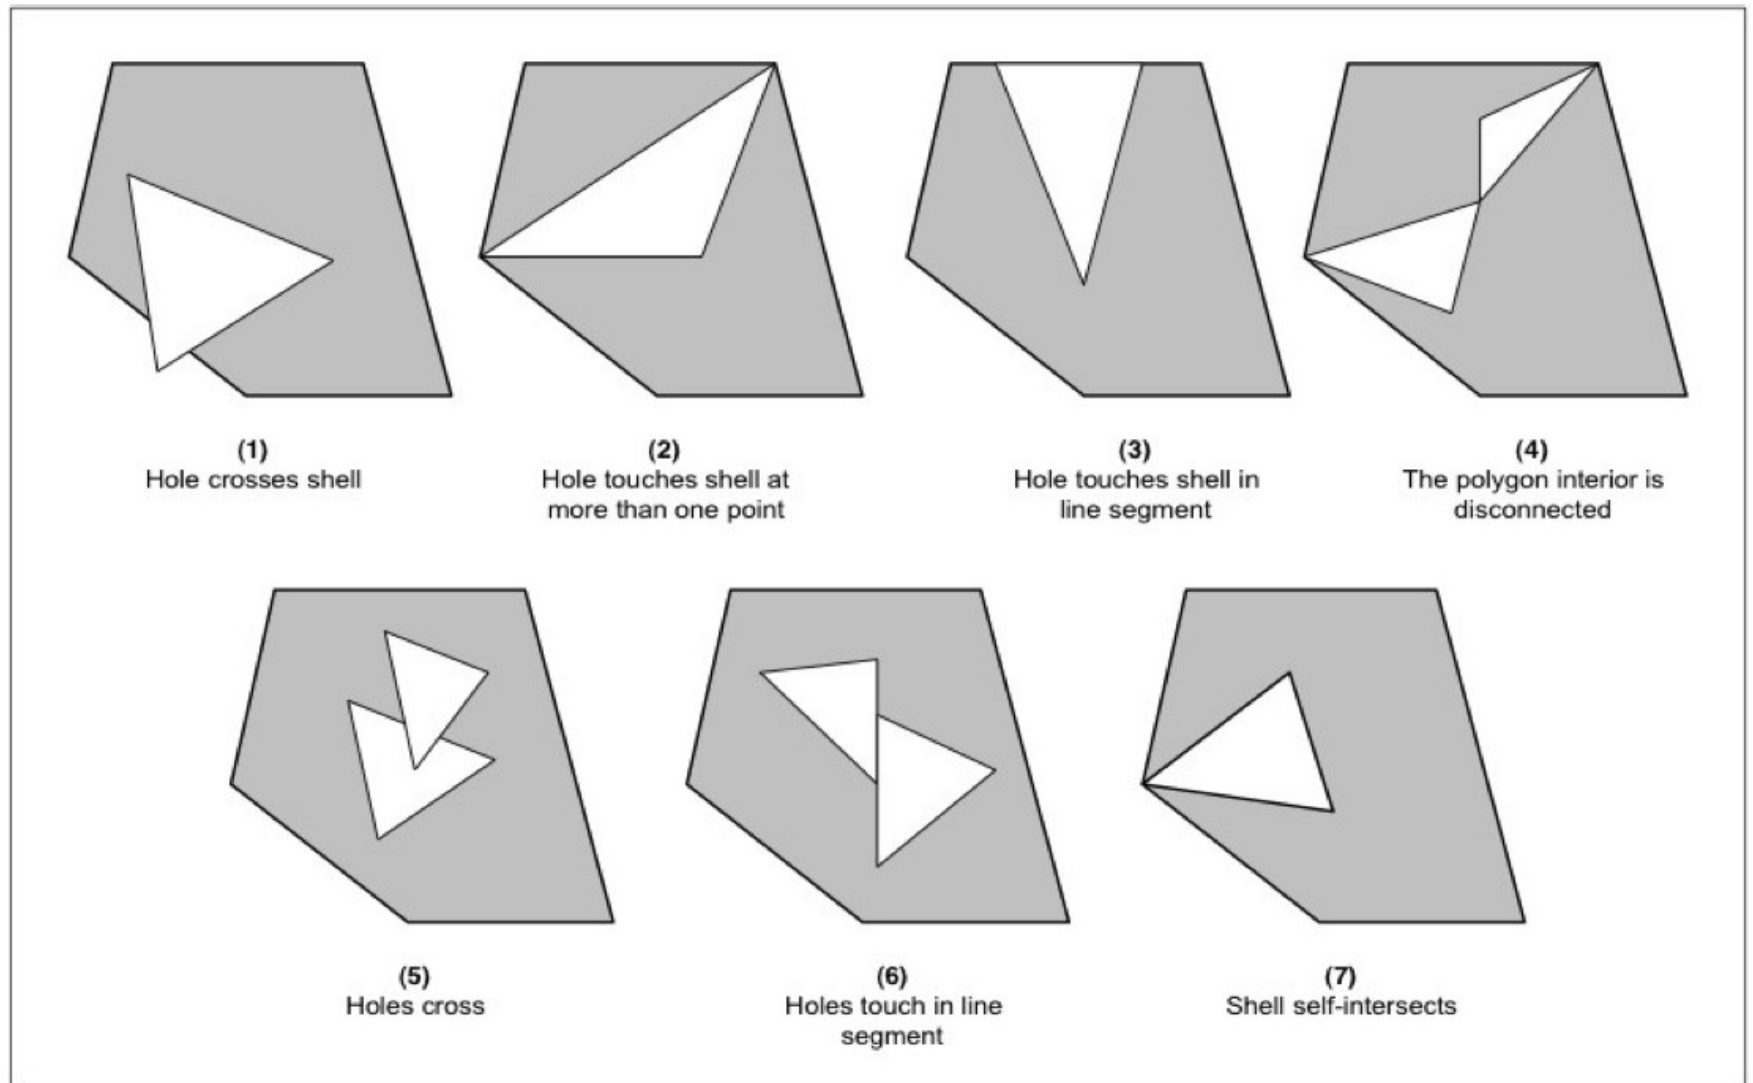 (1)
Hole crosses shell
(2)
Hole touches shell at
more than one point
(3)
Hole touches shell in
line segment
(4)
The polygon interior is
disconnected
(5)
Holes cross
(6)
Holes touch in line
segment
(7)
Shell self-intersects